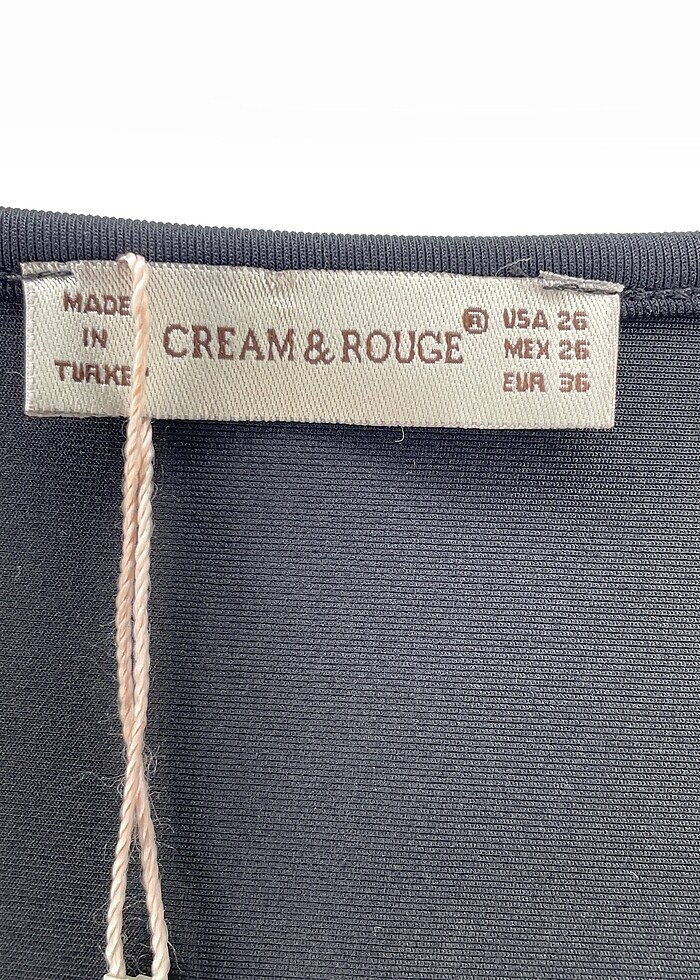 MADE
IN
TURKEY
CREAM & ROUGE®
USA 26
MEX 26
EUR 36